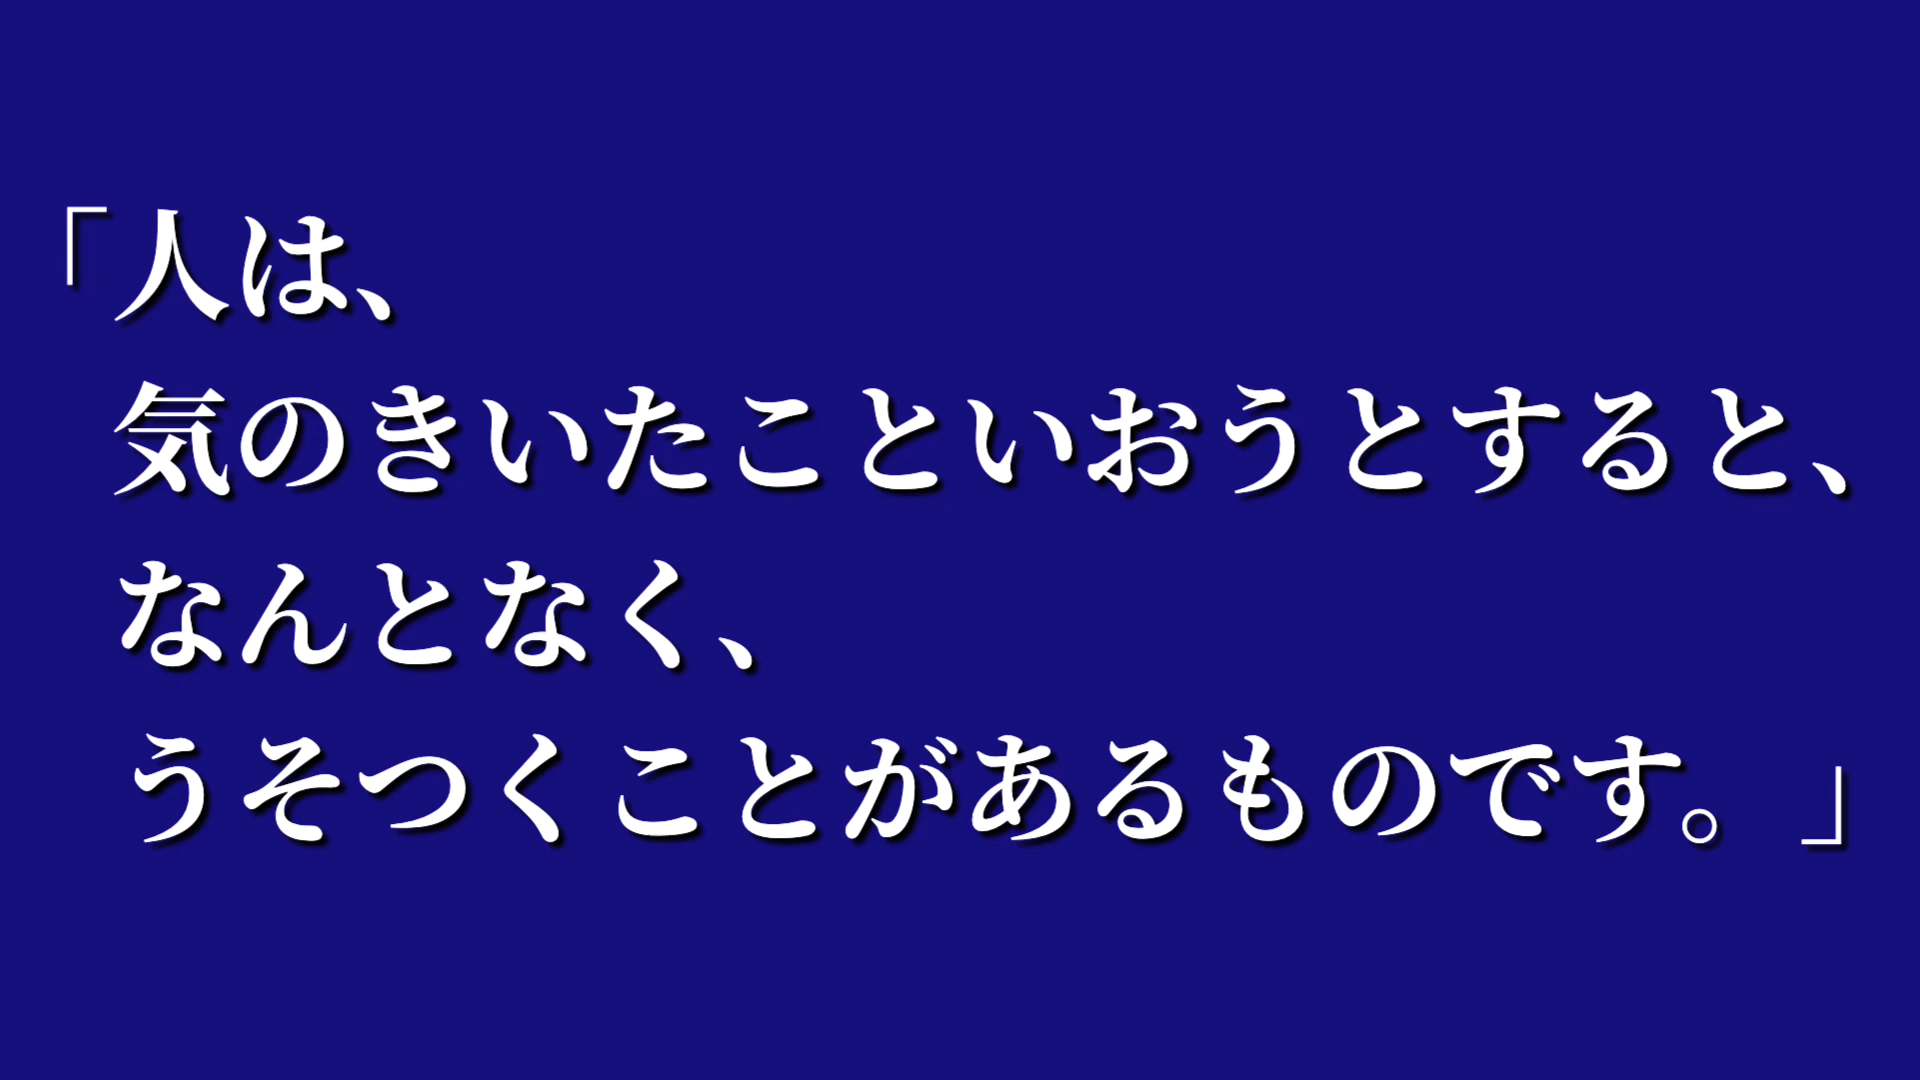 「人は、
気のきいたこといおうとすると、
なんとなく、
うそつくことがあるものです。」